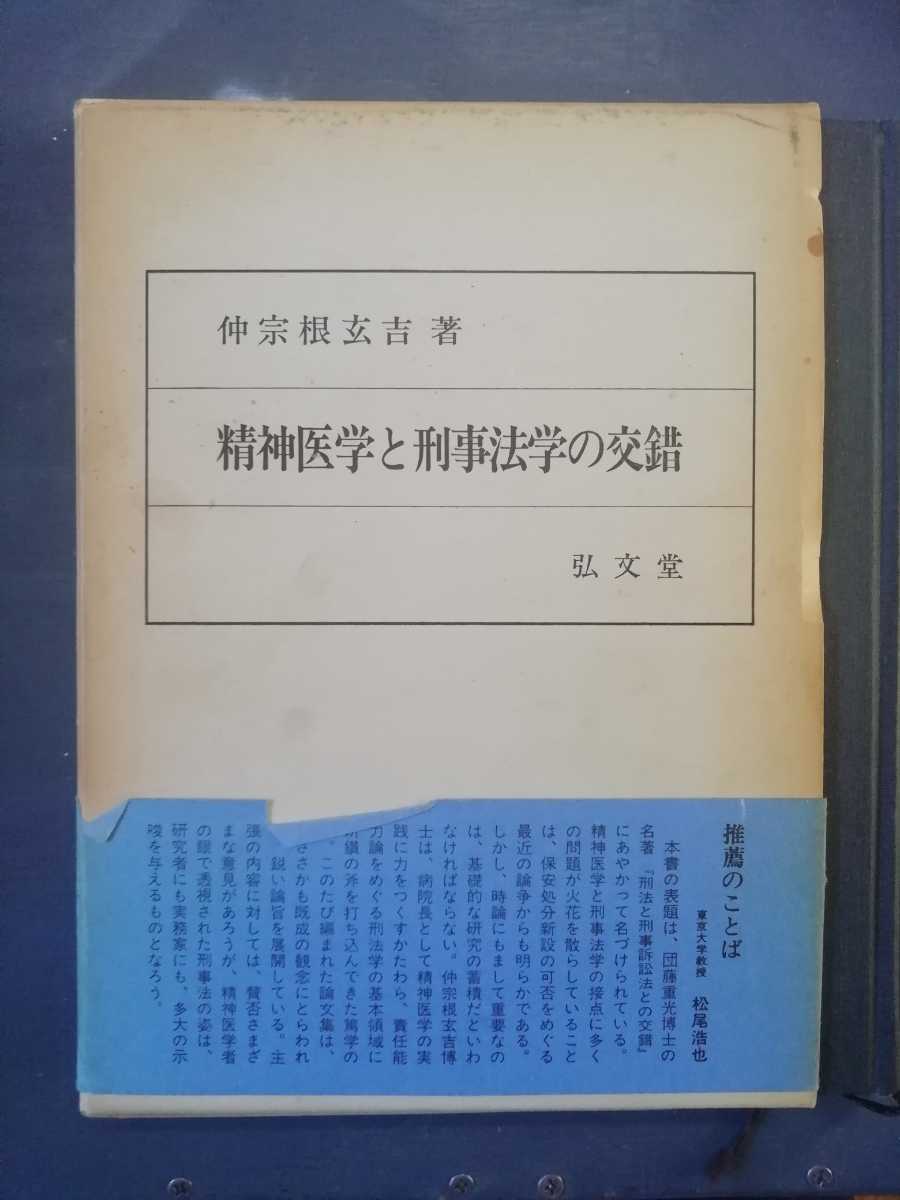 仲宗根玄吉 著
精神医学と刑事法学の交錯
弘文堂
推薦のことば
東京大学教授 松尾浩也
本書の表題は、団藤重光博士の
名著『刑法と刑事訴訟法との交錯』
にあやかって名づけられている。
精神医学と刑事法学の接点に多く
の問題が火花を散らしていること
は、保安処分新設の可否をめぐる
最近の論争からも明らかである。
しかし、時論にもまして重要なの
は、基礎的な研究の蓄積だといわ
なければならない。仲宗根玄吉博
士は、病院長として精神医学の実
践に力をつくすかたわら、責任能
力論をめぐる刑法学の基本領域に
研鑽の斧を打ち込んできた篤学の
。このたび編まれた論文集は、
ささかも既成の観念にとらわれ
鋭い論旨を展開している。主
張の内容に対しては、賛否さまざ
まな意見があろうが、精神医学者
の眼で透視された刑事法の姿は、
研究者にも実務家にも、多大の示
唆を与えるものとなろう。